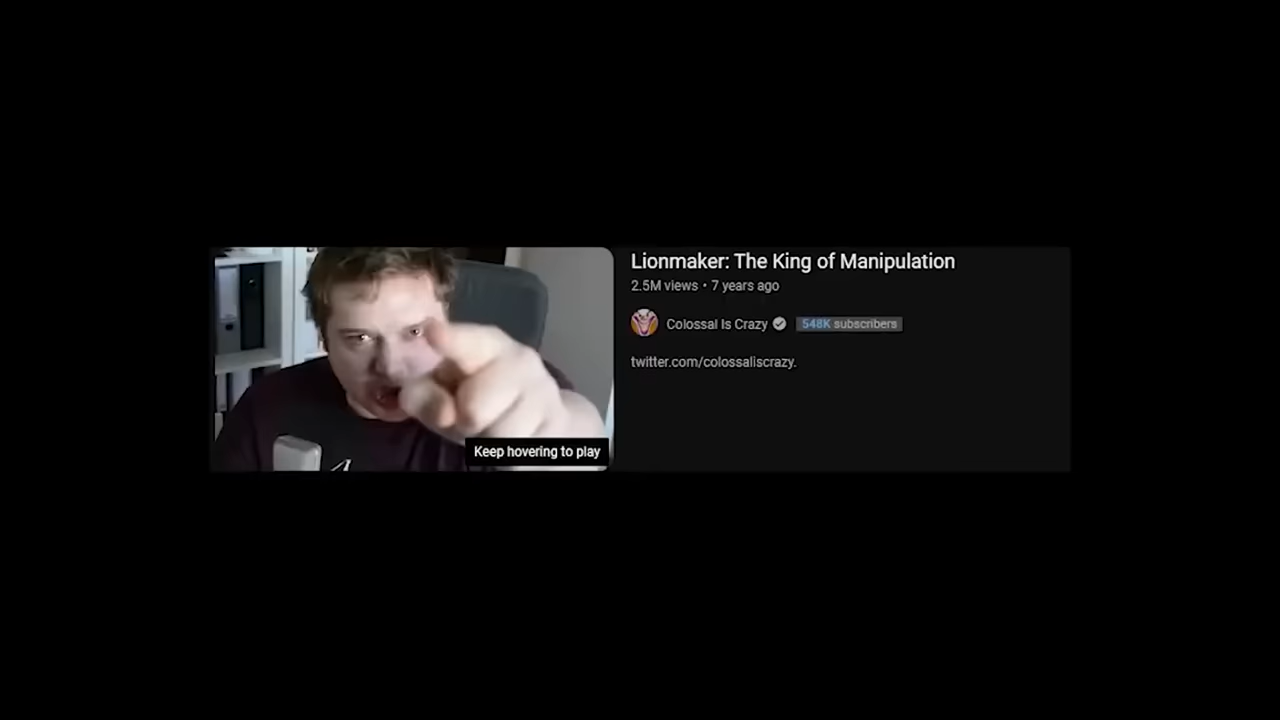 Lionmaker: The King of Manipulation
2.5M views • 7 years ago
Colossal Is Crazy 548K subscribers
twitter.com/colossaliscrazy.
Keep hovering to play